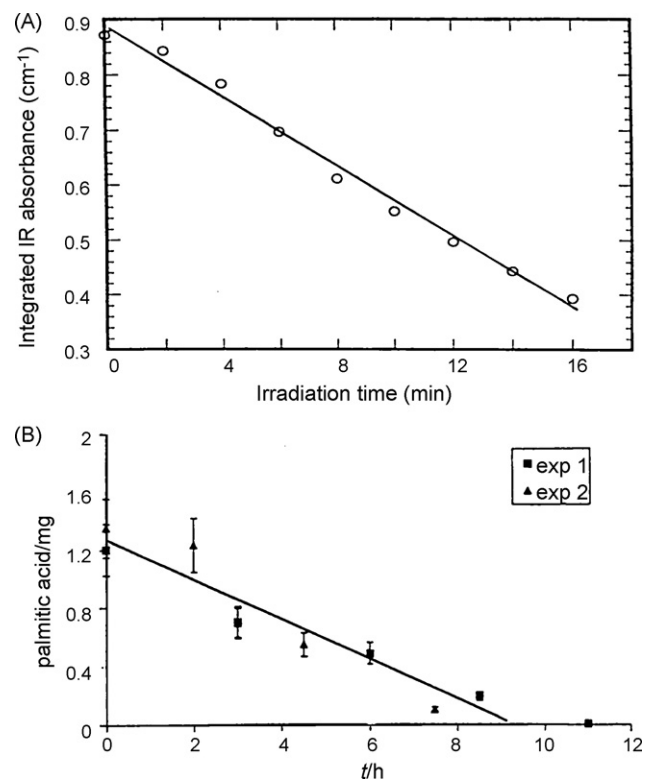 (A)
Integrated IR absorbance (cm-1)
0.9
0.8
0.7
0.6
0.5
0.4
0.3
0 4 8 12 16
Irradiation time (min)
(B)
palmitic acid/mg
2
1.6
1.2
0.8
0.4
0
exp 1
exp 2
0 2 4 6 8 10 12
t/h